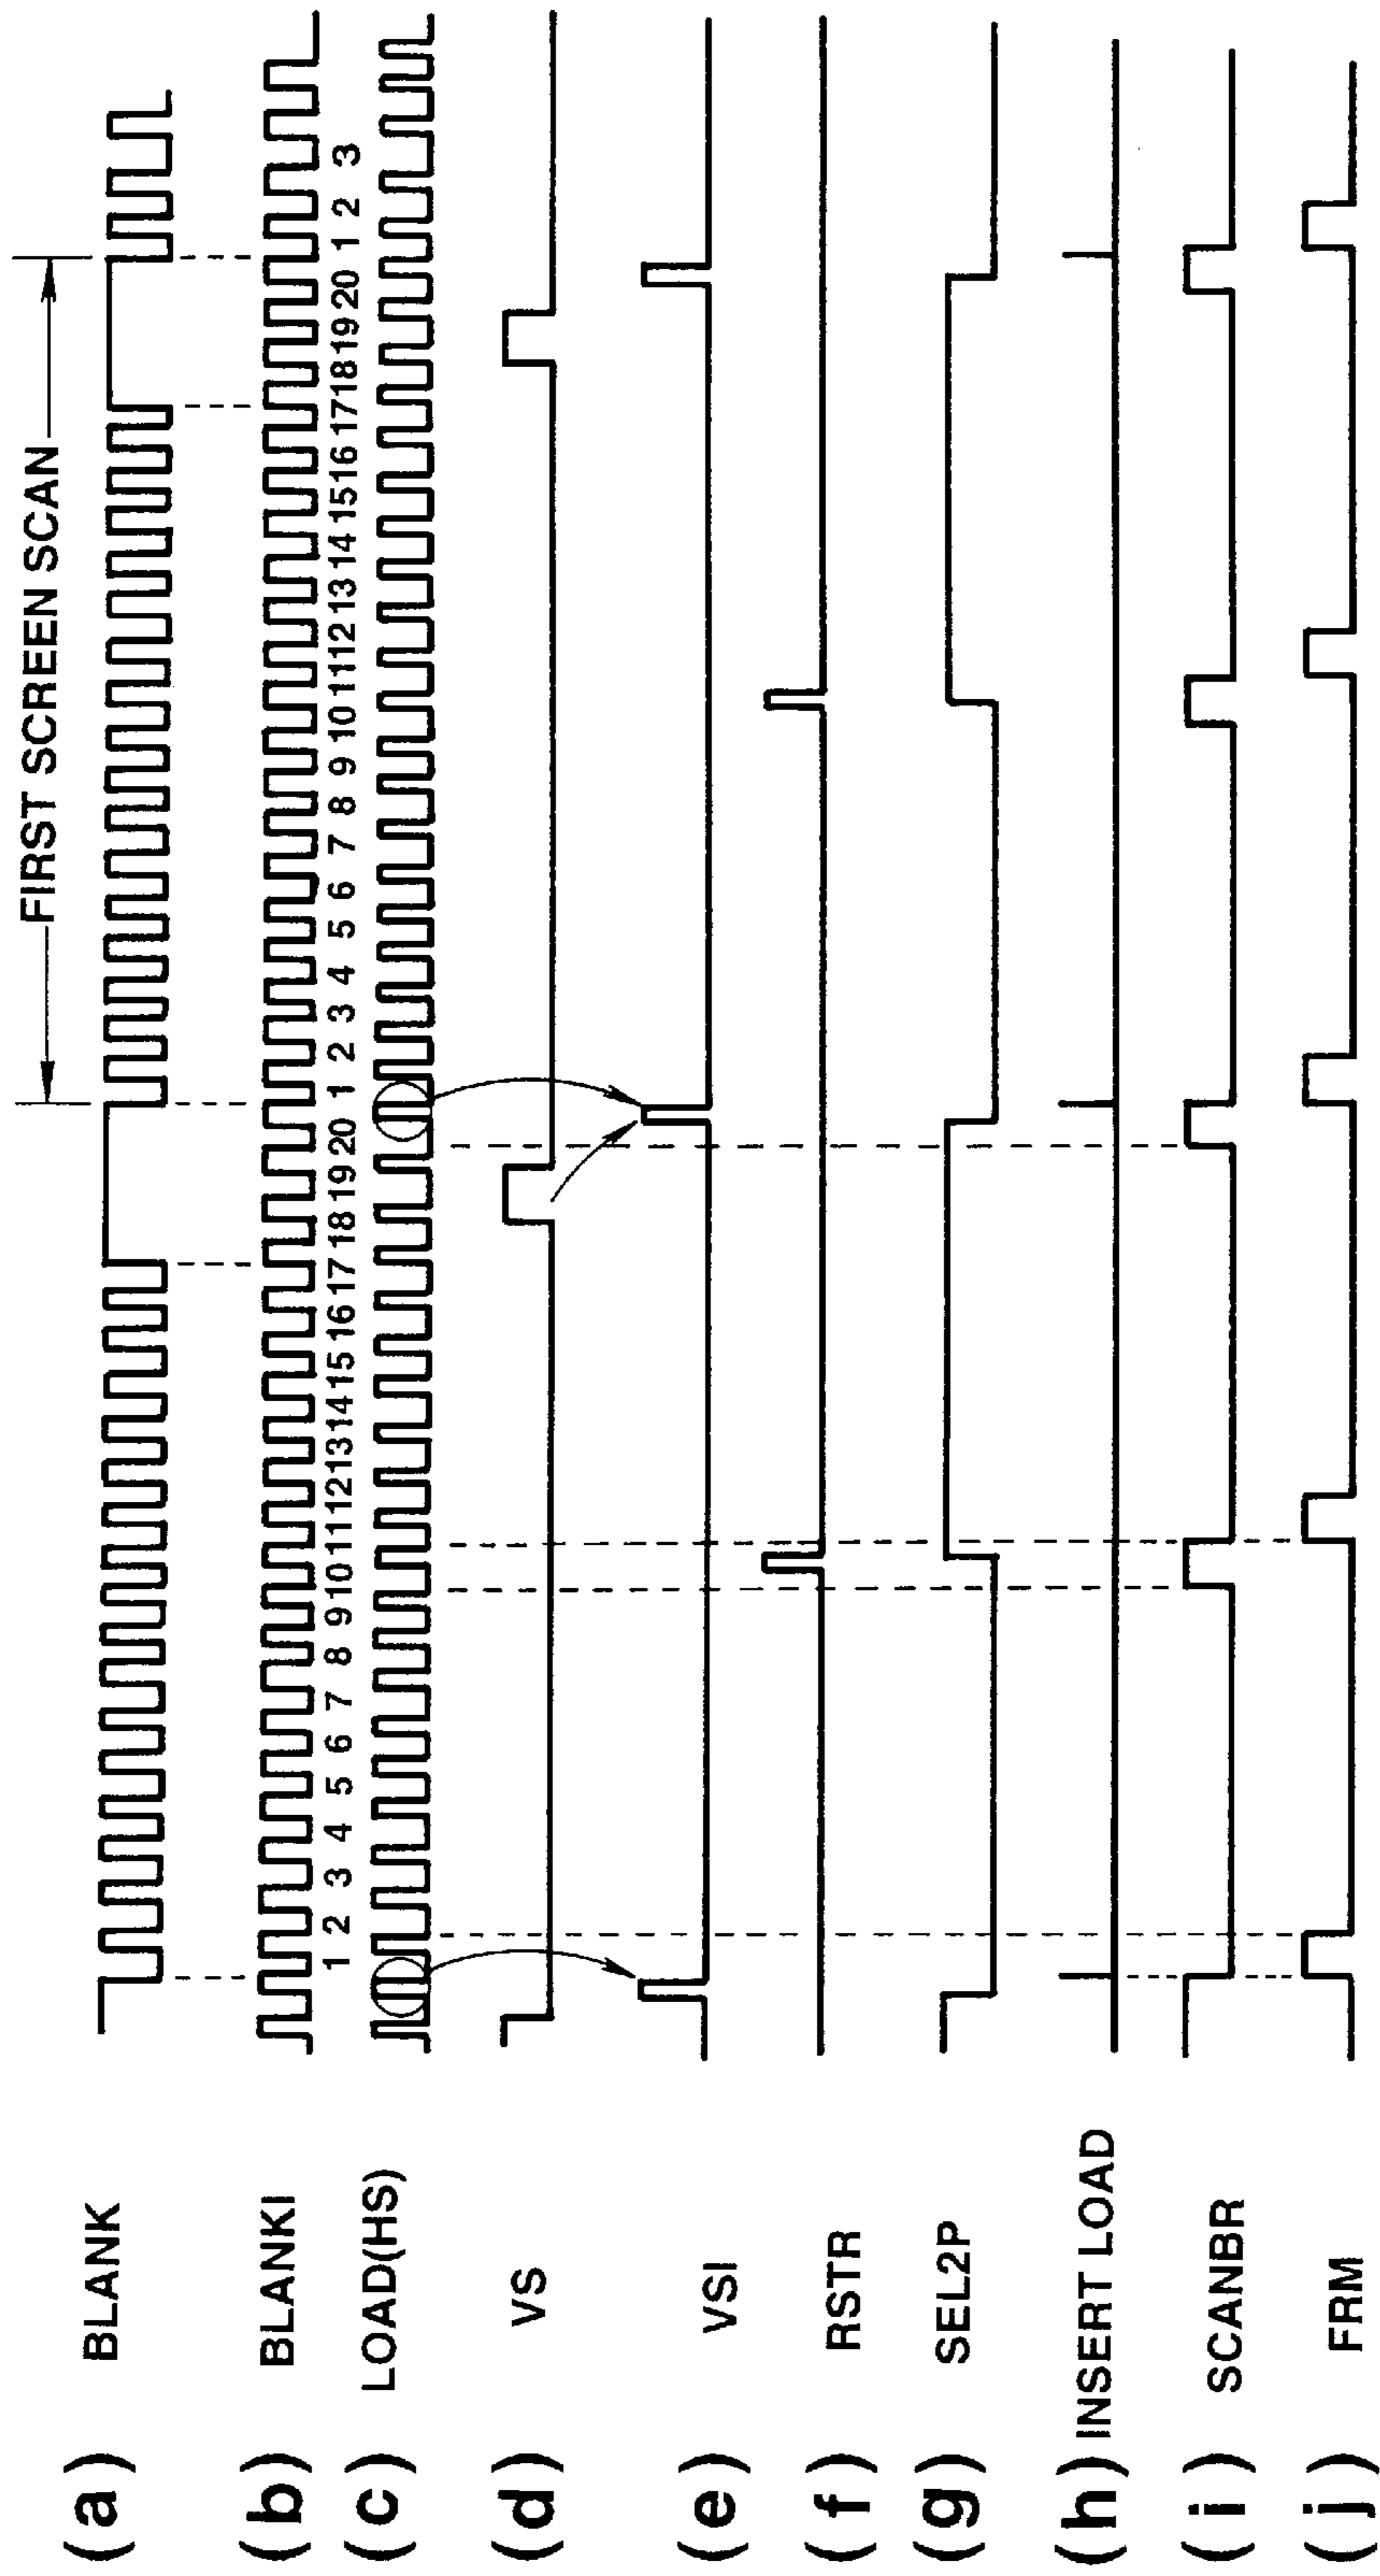 FIRST SCREEN SCAN
(a) BLANK
(b) BLANKI
1 2 3 4 5 6 7 8 9 10 11 12 13 14 15 16 17 18 19 20 1 2 3 4 5 6 7 8 9 10 11 12 13 14 15 16 17 18 19 20 1 2 3
(c) LOAD(HS)
(d) VS
(e) VSI
(f) RSTR
(g) SEL2P
(h) INSERT LOAD
(i) SCANBR
(j) FRM